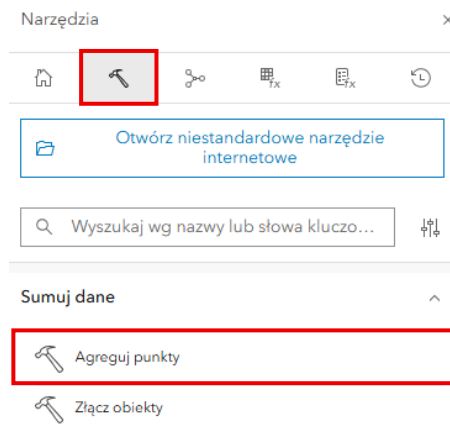 Narzędzia
Otwórz niestandardowe narzędzie
internetowe
Wyszukaj wg nazwy lub słowa kluczo...
Sumuj dane
Agreguj punkty
Złącz obiekty